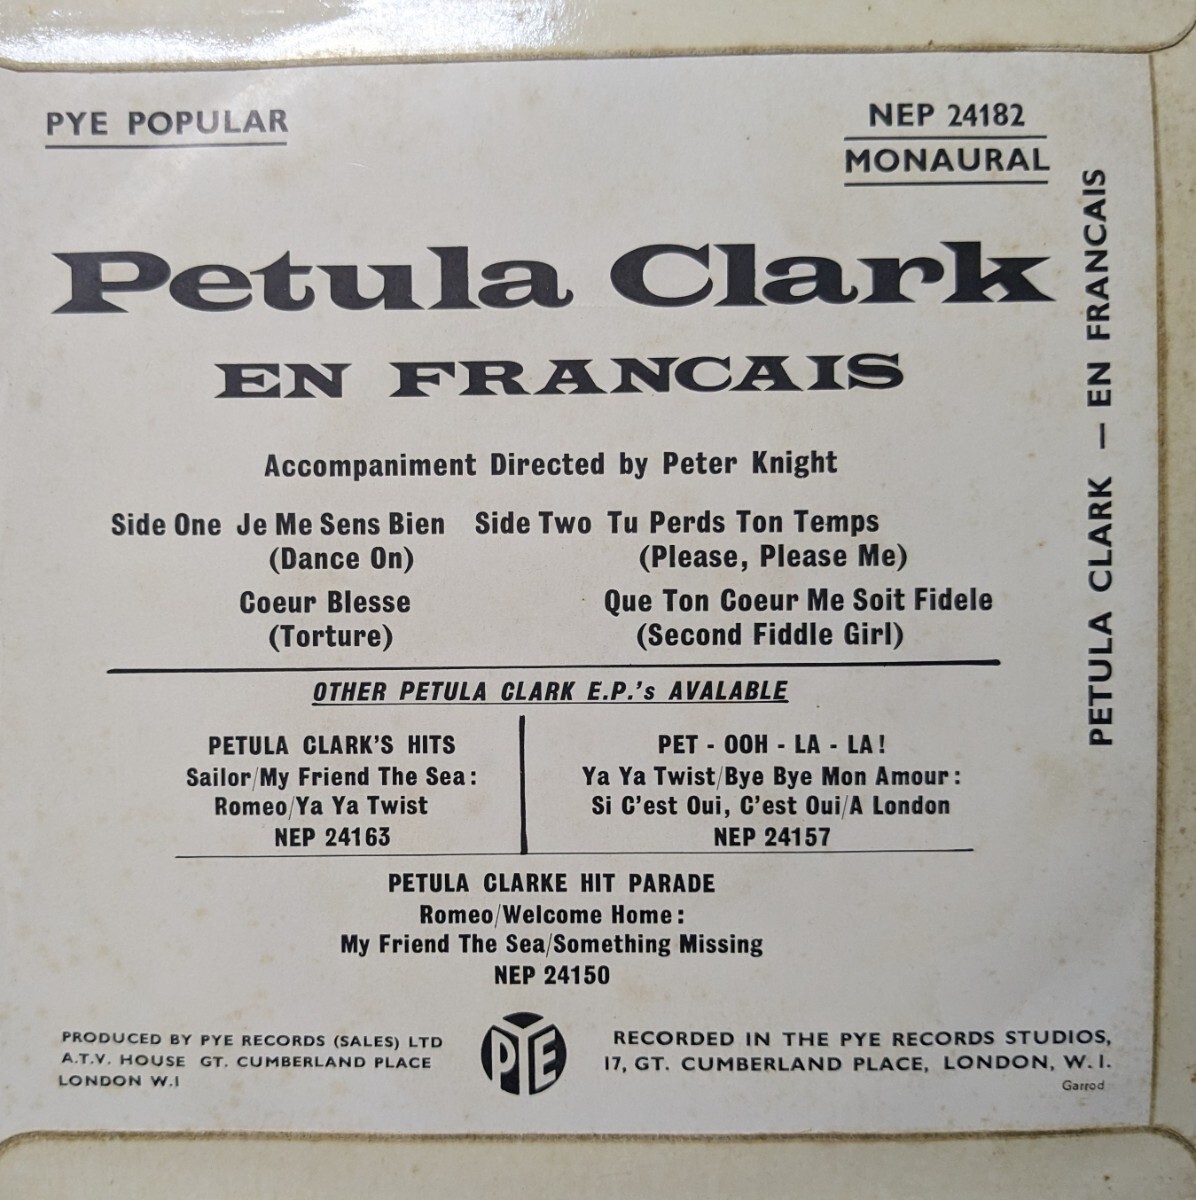 PYE POPULAR
NEP 24182
MONAURAL
Petula Clark
EN FRANCAIS
PETULA CLARK — EN FRANCAIS
Accompaniment Directed by Peter Knight
Side One Je Me Sens Bien
(Dance On)
Coeur Blesse
(Torture)
Side Two Tu Perds Ton Temps
(Please, Please Me)
Que Ton Coeur Me Soit Fidele
(Second Fiddle Girl)
OTHER PETULA CLARK E.P.'s AVALABLE
PETULA CLARK'S HITS
Sailor/My Friend The Sea:
Romeo/Ya Ya Twist
NEP 24163
PET - OOH - LA - LA!
Ya Ya Twist/Bye Bye Mon Amour:
Si C'est Oui, C'est Oui/A London
NEP 24157
PETULA CLARKE HIT PARADE
Romeo/Welcome Home:
My Friend The Sea/Something Missing
NEP 24150
PRODUCED BY PYE RECORDS (SALES) LTD
A.T.V. HOUSE GT. CUMBERLAND PLACE
LONDON W.I
PYE
RECORDED IN THE PYE RECORDS STUDIOS,
17, GT. CUMBERLAND PLACE, LONDON, W.I.
Garrod